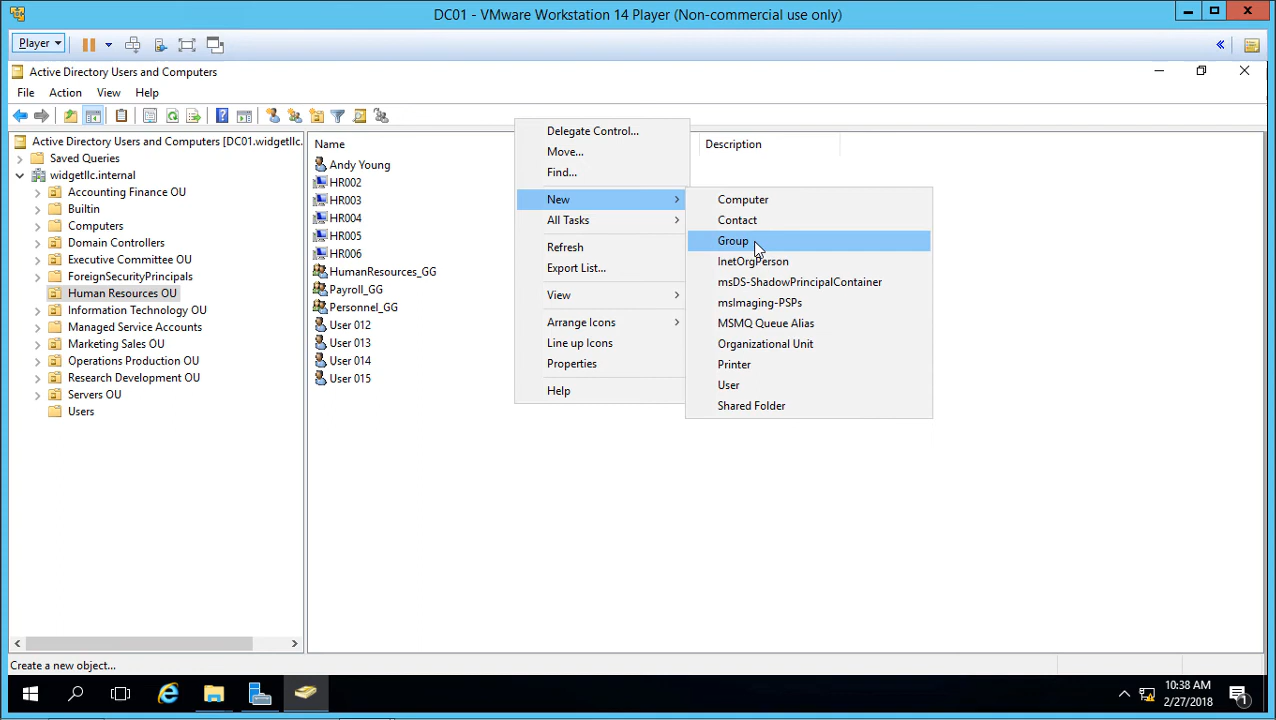 DC01 - VMware Workstation 14 Player (Non-commercial use only)
Player
Active Directory Users and Computers
File Action View Help
Active Directory Users and Computers [DC01.widgetllc.
Saved Queries
widgetllc.internal
Accounting Finance OU
Builtin
Computers
Domain Controllers
Executive Committee OU
ForeignSecurityPrincipals
Human Resources OU
Information Technology OU
Managed Service Accounts
Marketing Sales OU
Operations Production OU
Research Development OU
Servers OU
Users
Name
Description
Andy Young
HR002
HR003
HR004
HR005
HR006
HumanResources_GG
Payroll_GG
Personnel_GG
User 012
User 013
User 014
User 015
Delegate Control...
Move...
Find...
New
All Tasks
Refresh
Export List...
View
Arrange Icons
Line up Icons
Properties
Help
Computer
Contact
Group
InetOrgPerson
msDS-ShadowPrincipalContainer
msImaging-PSPs
MSMQ Queue Alias
Organizational Unit
Printer
User
Shared Folder
Create a new object...
10:38 AM
2/27/2018
1